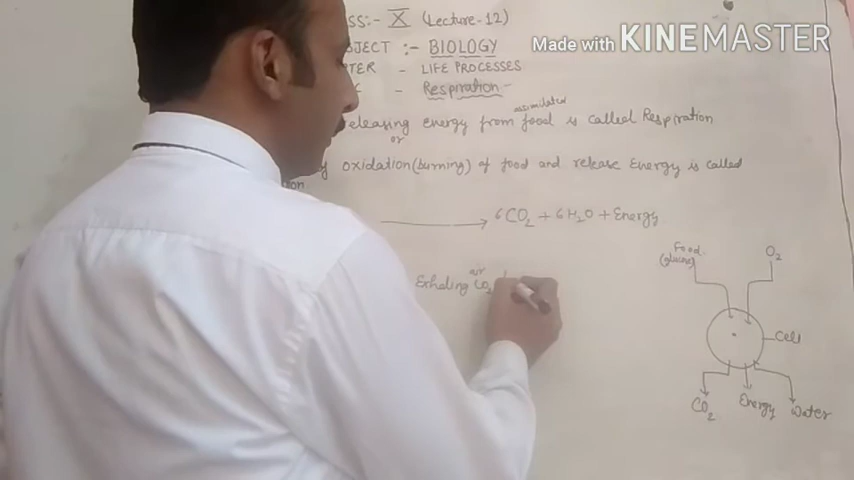 SS:- X (Lecture-12)
JECT :- BIOLOGY
TER - LIFE PROCESSES
- Respiration -
Made with KINEMASTER
assimilated
eleasing energy from food is called Respiration
or
oxidation (burning) of food and release Energy is called
on
6CO2 + 6H2O + Energy
air
Exhaling CO2
Food
O2
Cell
CO2
Energy
Water